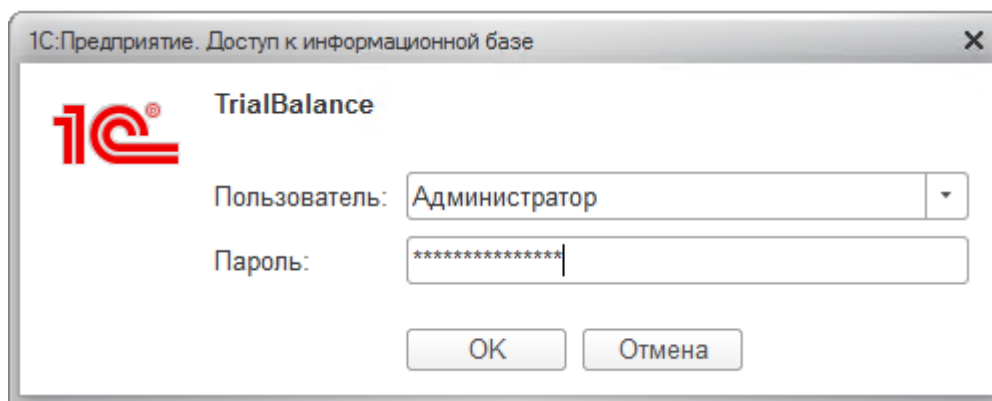 1С:Предприятие. Доступ к информационной базе
1С®
TrialBalance
Пользователь: Администратор
Пароль: ***************
OK Отмена